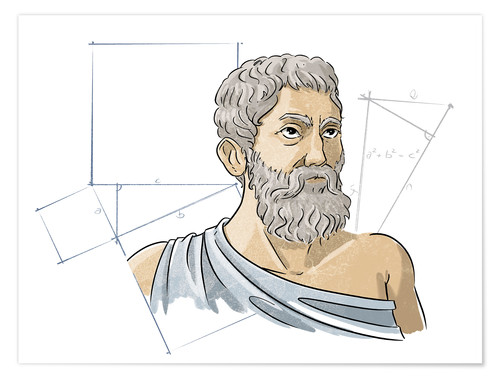 c
a
b
a² + b² = c²